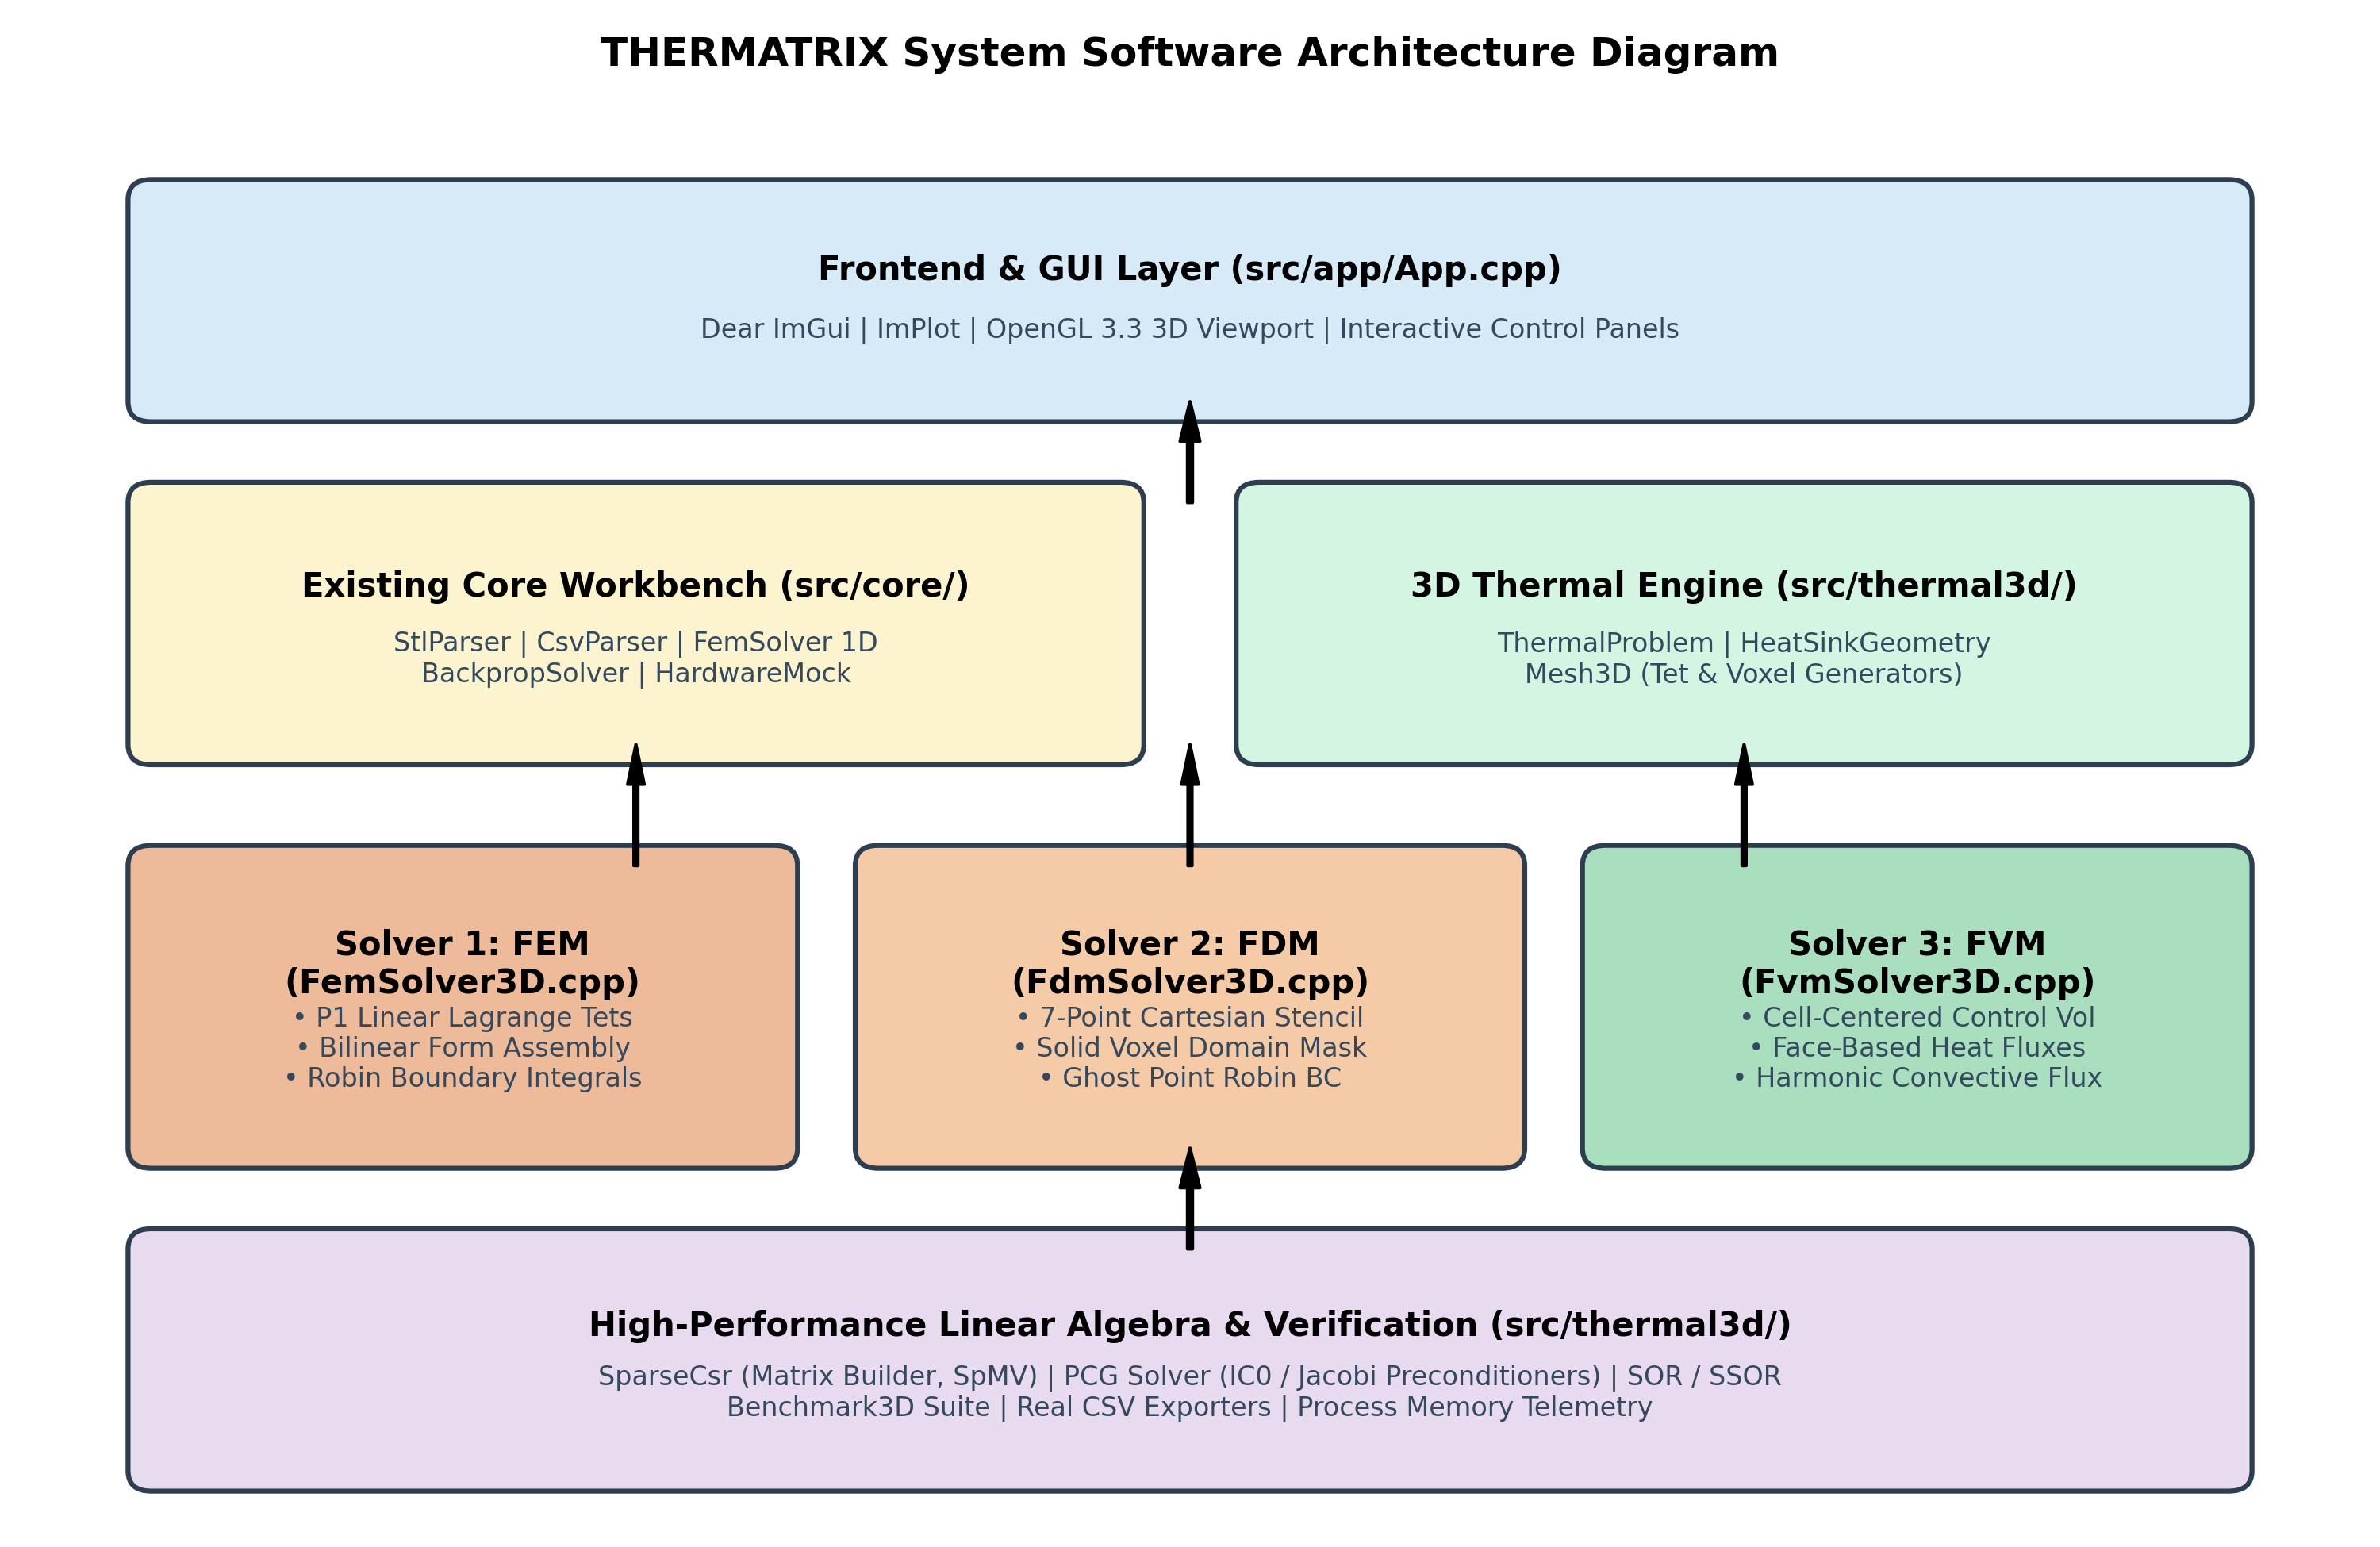 THERMATRIX System Software Architecture Diagram
Frontend & GUI Layer (src/app/App.cpp)
Dear ImGui | ImPlot | OpenGL 3.3 3D Viewport | Interactive Control Panels
Existing Core Workbench (src/core/)
StlParser | CsvParser | FemSolver 1D
BackpropSolver | HardwareMock
3D Thermal Engine (src/thermal3d/)
ThermalProblem | HeatSinkGeometry
Mesh3D (Tet & Voxel Generators)
Solver 1: FEM
(FemSolver3D.cpp)
• P1 Linear Lagrange Tets
• Bilinear Form Assembly
• Robin Boundary Integrals
Solver 2: FDM
(FdmSolver3D.cpp)
• 7-Point Cartesian Stencil
• Solid Voxel Domain Mask
• Ghost Point Robin BC
Solver 3: FVM
(FvmSolver3D.cpp)
• Cell-Centered Control Vol
• Face-Based Heat Fluxes
• Harmonic Convective Flux
High-Performance Linear Algebra & Verification (src/thermal3d/)
SparseCsr (Matrix Builder, SpMV) | PCG Solver (IC0 / Jacobi Preconditioners) | SOR / SSOR
Benchmark3D Suite | Real CSV Exporters | Process Memory Telemetry